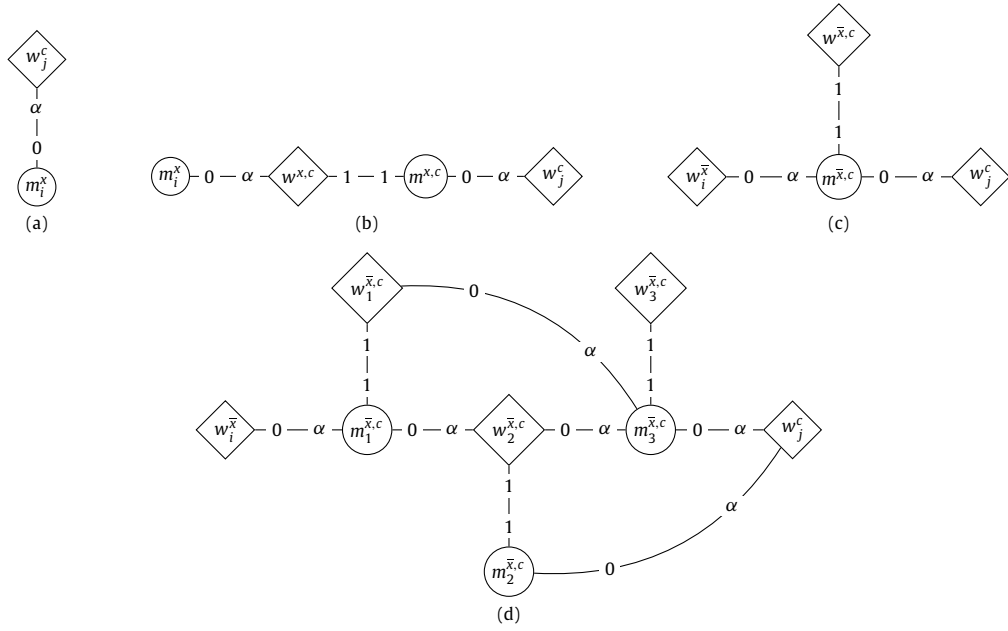 w_j^c
α
0
m_i^x
(a)
m_i^x 0 α w^{x,c} 1 1 m^{x,c} 0 α w_j^c
(b)
w^{x̅,c}
1
1
w_i^{x̅} 0 α m^{x̅,c} 0 α w_j^c
(c)
w_1^{x̅,c} 0 w_3^{x̅,c}
1 α 1
1 1
w_i^{x̅} 0 α m_1^{x̅,c} 0 α w_2^{x̅,c} 0 α m_3^{x̅,c} 0 α w_j^c
1 α
1
m_2^{x̅,c} 0
(d)